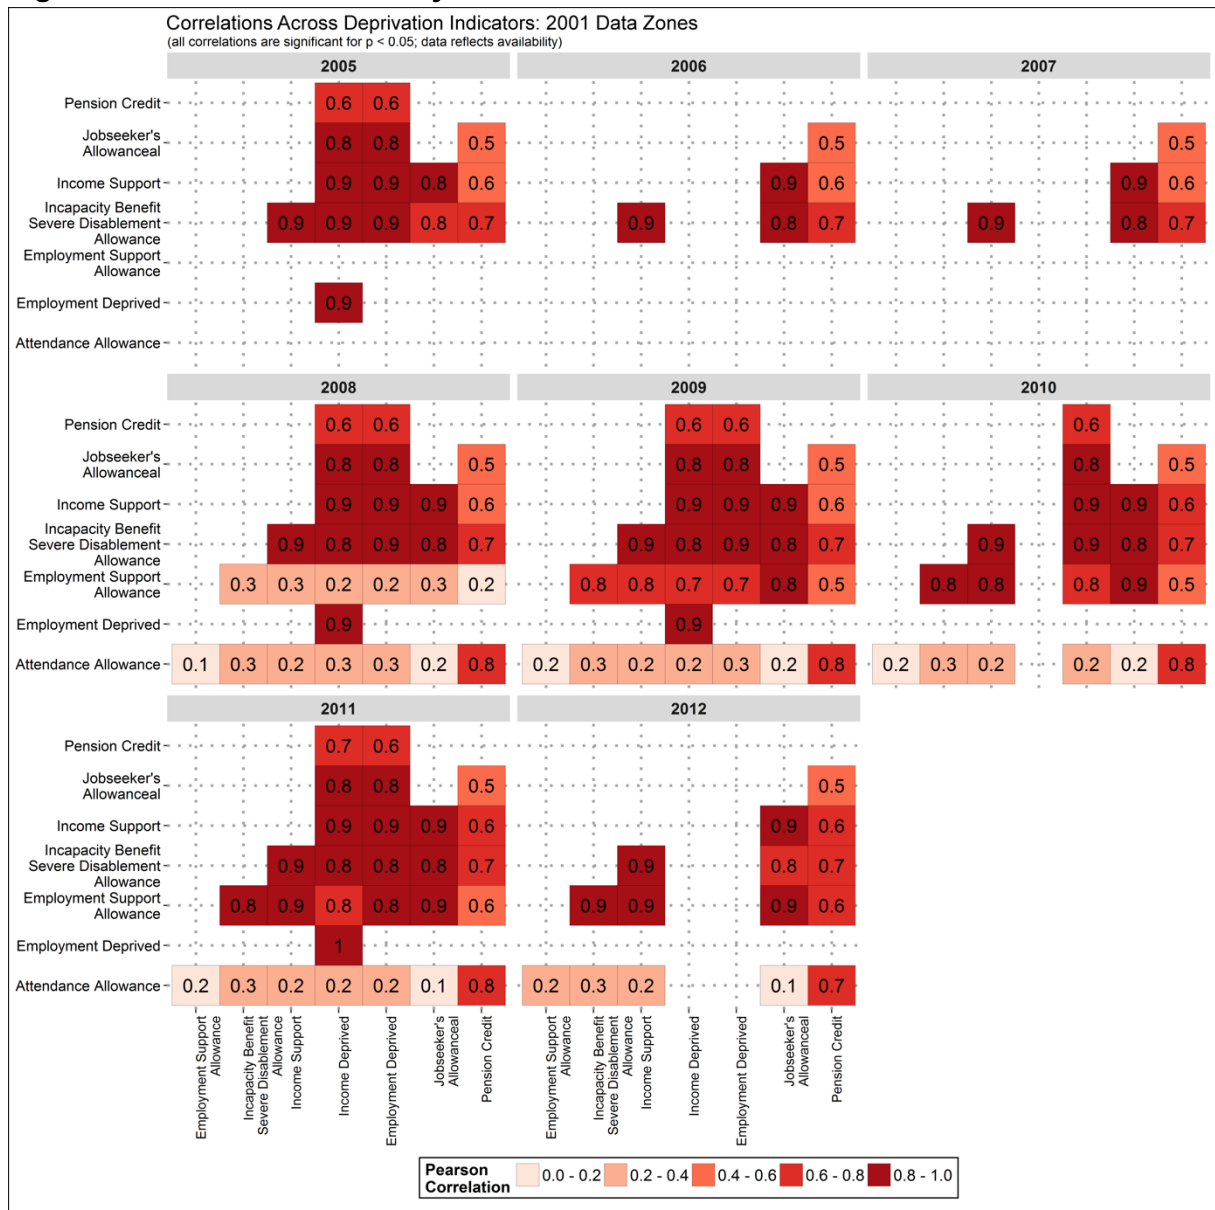 Correlations Across Deprivation Indicators: 2001 Data Zones
(all correlations are significant for p < 0.05; data reflects availability)
2005 2006 2007
Pension Credit 0.6 0.6
Jobseeker's
Allowanceal 0.8 0.8 0.5 0.5 0.5
Income Support 0.9 0.9 0.8 0.6 0.9 0.6 0.9 0.6
Incapacity Benefit
Severe Disablement 0.9 0.9 0.9 0.8 0.7 0.9 0.8 0.7 0.9 0.8 0.7
Allowance
Employment Support
Allowance
Employment Deprived 0.9
Attendance Allowance
2008 2009 2010
Pension Credit 0.6 0.6 0.6 0.6 0.6
Jobseeker's
Allowanceal 0.8 0.8 0.5 0.8 0.8 0.5 0.8 0.5
Income Support 0.9 0.9 0.9 0.6 0.9 0.9 0.9 0.6 0.9 0.9 0.6
Incapacity Benefit
Severe Disablement 0.9 0.8 0.9 0.8 0.7 0.9 0.8 0.9 0.8 0.7 0.9 0.9 0.8 0.7
Allowance
Employment Support
Allowance 0.3 0.3 0.2 0.2 0.3 0.2 0.8 0.8 0.7 0.7 0.8 0.5 0.8 0.8 0.8 0.9 0.5
Employment Deprived 0.9 0.9
Attendance Allowance 0.1 0.3 0.2 0.3 0.3 0.2 0.8 0.2 0.3 0.2 0.2 0.3 0.2 0.8 0.2 0.3 0.2 0.2 0.2 0.8
2011 2012
Pension Credit 0.7 0.6
Jobseeker's
Allowanceal 0.8 0.8 0.5 0.5
Income Support 0.9 0.9 0.9 0.6 0.9 0.6
Incapacity Benefit
Severe Disablement 0.9 0.8 0.8 0.8 0.7 0.9 0.8 0.7
Allowance
Employment Support
Allowance 0.8 0.9 0.8 0.8 0.9 0.6 0.9 0.9 0.9 0.6
Employment Deprived 1
Attendance Allowance 0.2 0.3 0.2 0.2 0.2 0.1 0.8 0.2 0.3 0.2 0.1 0.7
Employment Support
Allowance
Incapacity Benefit
Severe Disablement
Allowance
Income Support
Income Deprived
Employment Deprived
Jobseeker's
Allowanceal
Pension Credit
Employment Support
Allowance
Incapacity Benefit
Severe Disablement
Allowance
Income Support
Income Deprived
Employment Deprived
Jobseeker's
Allowanceal
Pension Credit
Pearson
Correlation 0.0 - 0.2 0.2 - 0.4 0.4 - 0.6 0.6 - 0.8 0.8 - 1.0